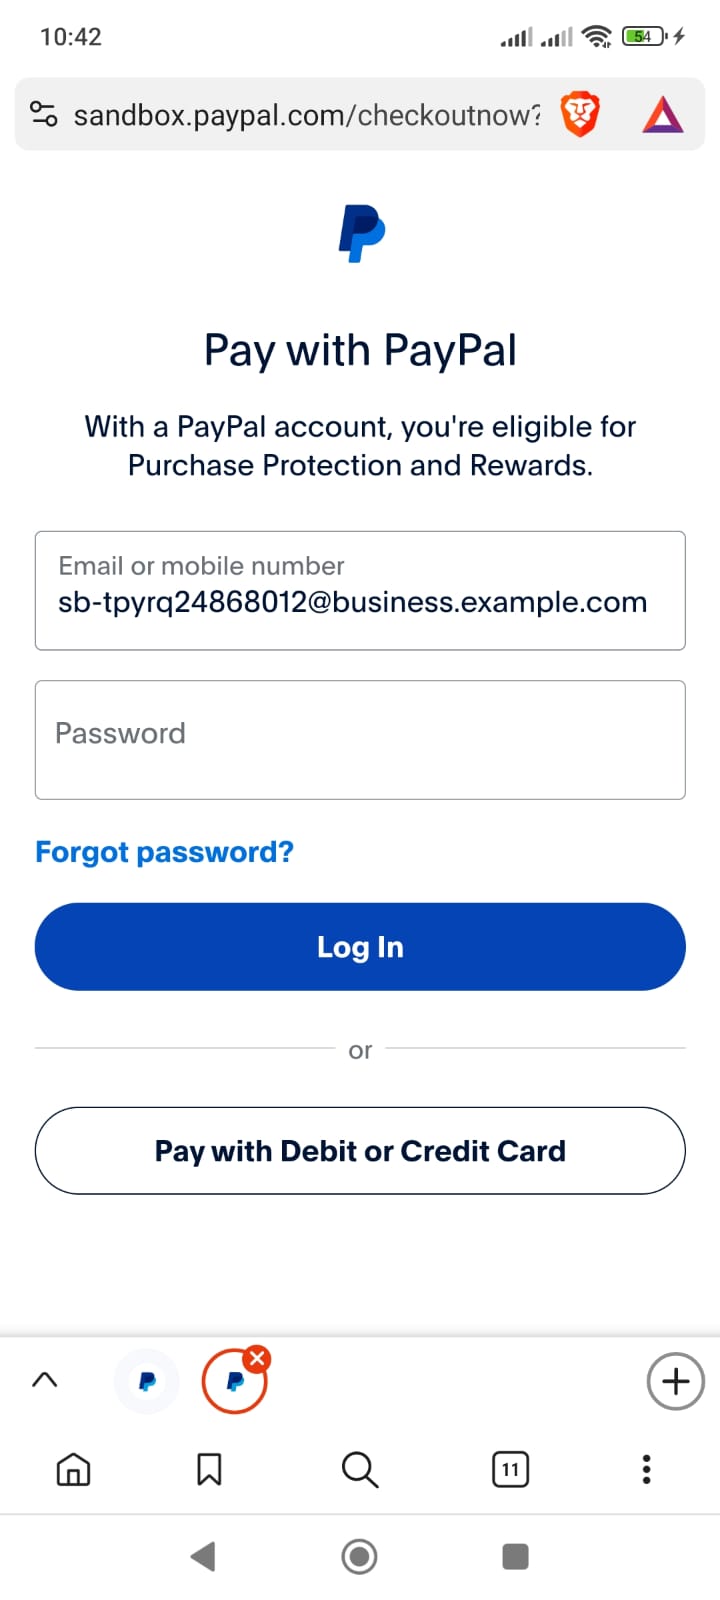 10:42
54
sandbox.paypal.com/checkoutnow?
Pay with PayPal
With a PayPal account, you're eligible for
Purchase Protection and Rewards.
Email or mobile number
sb-tpyrq24868012@business.example.com
Password
Forgot password?
Log In
or
Pay with Debit or Credit Card
11